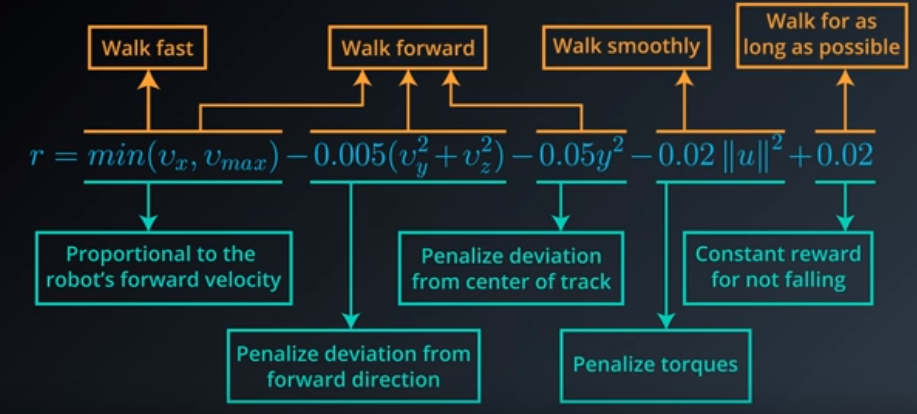 Walk fast
Walk forward
Walk smoothly
Walk for as
long as possible
r = min(v_x, v_max) − 0.005(v_y^2 + v_z^2) − 0.05y^2 − 0.02 ||u||^2 + 0.02
Proportional to the
robot's forward velocity
Penalize deviation
from center of track
Constant reward
for not falling
Penalize deviation from
forward direction
Penalize torques